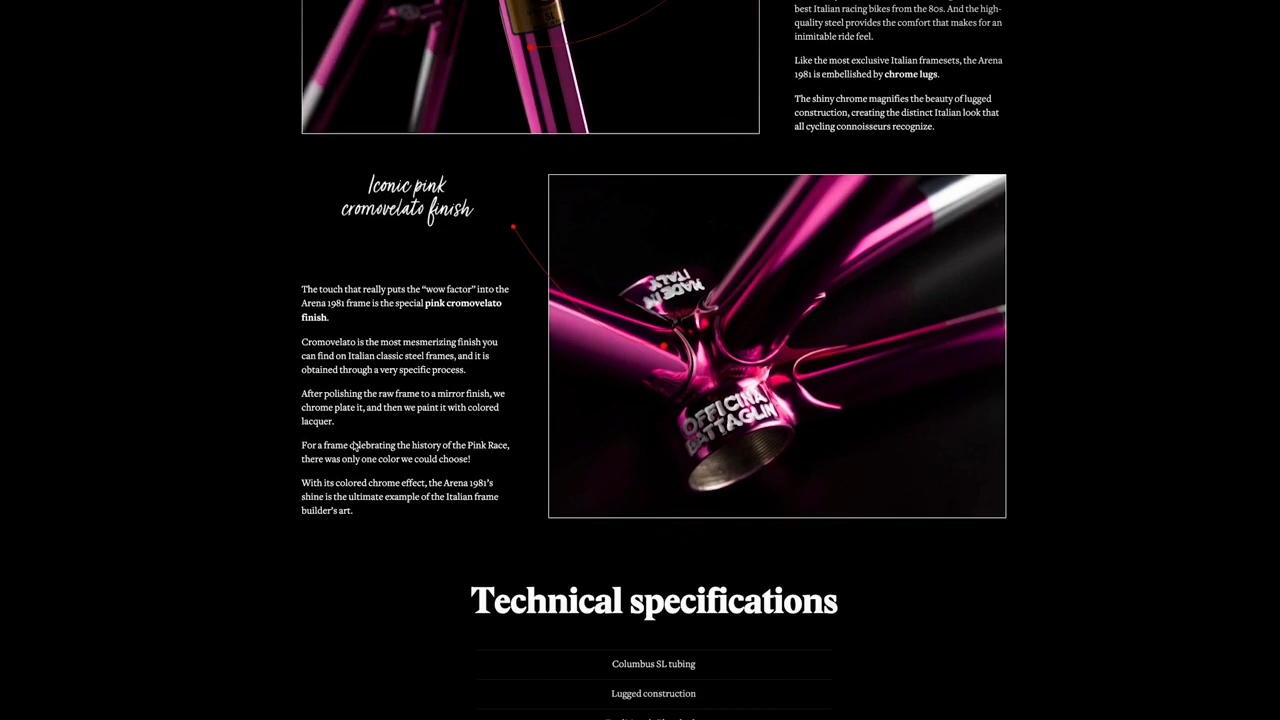 best Italian racing bikes from the 80s. And the high-
quality steel provides the comfort that makes for an
inimitable ride feel.
Like the most exclusive Italian framesets, the Arena
1981 is embellished by chrome lugs.
The shiny chrome magnifies the beauty of lugged
construction, creating the distinct Italian look that
all cycling connoisseurs recognize.
Iconic pink
cromovelato finish
The touch that really puts the “wow factor” into the
Arena 1981 frame is the special pink cromovelato
finish.
Cromovelato is the most mesmerizing finish you
can find on Italian classic steel frames, and it is
obtained through a very specific process.
After polishing the raw frame to a mirror finish, we
chrome plate it, and then we paint it with colored
lacquer.
For a frame celebrating the history of the Pink Race,
there was only one color we could choose!
With its colored chrome effect, the Arena 1981’s
shine is the ultimate example of the Italian frame
builder’s art.
MADE IN
ITALY
OFFICINA
BATTAGLIN
Technical specifications
Columbus SL tubing
Lugged construction